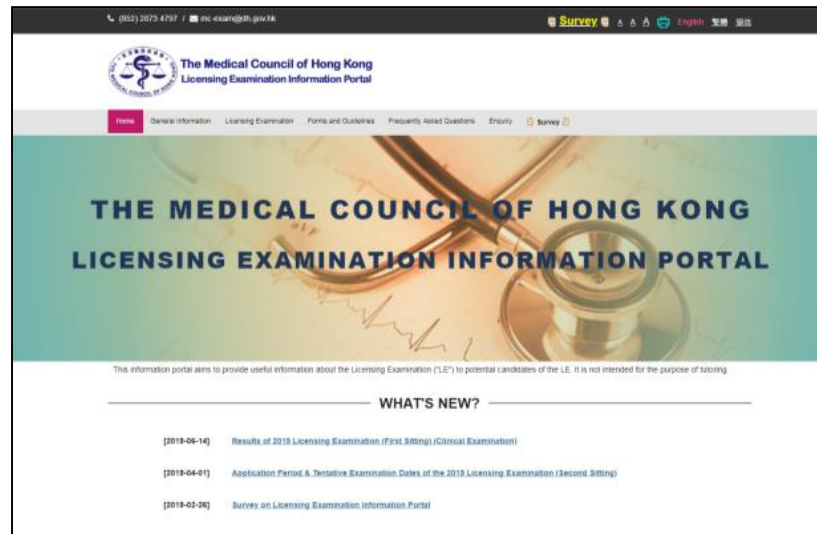 (852) 2873 4797 / mc-exam@dh.gov.hk
Survey A A A English 繁體 简体
The Medical Council of Hong Kong
Licensing Examination Information Portal
Home General Information Licensing Examination Forms and Guidelines Frequently Asked Questions Enquiry Survey
THE MEDICAL COUNCIL OF HONG KONG
LICENSING EXAMINATION INFORMATION PORTAL
This information portal aims to provide useful information about the Licensing Examination ("LE") to potential candidates of the LE. It is not intended for the purpose of tutoring
WHAT'S NEW?
[2019-06-14] Results of 2019 Licensing Examination (First Sitting) (Clinical Examination)
[2019-04-01] Application Period & Tentative Examination Dates of the 2019 Licensing Examination (Second Sitting)
[2019-02-26] Survey on Licensing Examination Information Portal